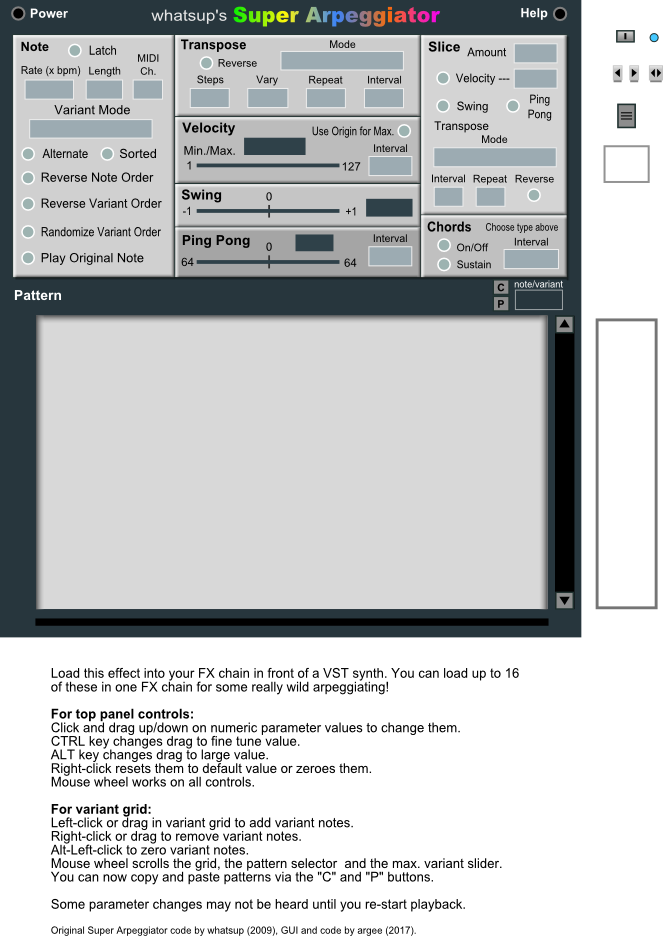 Power
whatsup's Super Arpeggiator
Help
Note
Latch
Rate (x bpm) Length MIDI Ch.
Variant Mode
Alternate Sorted
Reverse Note Order
Reverse Variant Order
Randomize Variant Order
Play Original Note
Transpose
Mode
Reverse
Steps Vary Repeat Interval
Velocity
Use Origin for Max.
Min./Max.
Interval
1 127
Swing
0
-1 +1
Ping Pong
0
Interval
64 64
Slice
Amount
Velocity ---
Swing Ping Pong
Transpose
Mode
Interval Repeat Reverse
Chords Choose type above
On/Off Interval
Sustain
Pattern
C note/variant
P
Load this effect into your FX chain in front of a VST synth. You can load up to 16
of these in one FX chain for some really wild arpeggiating!
For top panel controls:
Click and drag up/down on numeric parameter values to change them.
CTRL key changes drag to fine tune value.
ALT key changes drag to large value.
Right-click resets them to default value or zeroes them.
Mouse wheel works on all controls.
For variant grid:
Left-click or drag in variant grid to add variant notes.
Right-click or drag to remove variant notes.
Alt-Left-click to zero variant notes.
Mouse wheel scrolls the grid, the pattern selector and the max. variant slider.
You can now copy and paste patterns via the "C" and "P" buttons.
Some parameter changes may not be heard until you re-start playback.
Original Super Arpeggiator code by whatsup (2009), GUI and code by argee (2017).